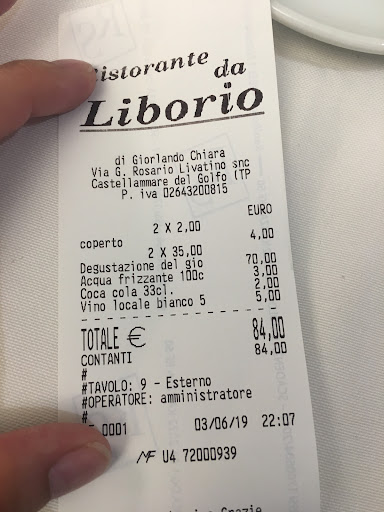 Ristorante da
Liborio
di Giorlando Chiara
Via G. Rosario Livatino snc
Castellammare del Golfo (TP
P. iva 02643200815
EURO
2 X 2,00
coperto 4,00
2 X 35,00
Degustazione del gio 70,00
Acqua frizzante 100c 3,00
Coca cola 33cl. 2,00
Vino locale bianco 5 5,00
TOTALE € 84,00
CONTANTI 84,00
#
#TAVOLO: 9 - Esterno
#OPERATORE: amministratore
#
0001 03/06/19 22:07
MF U4 72000939
Grazie